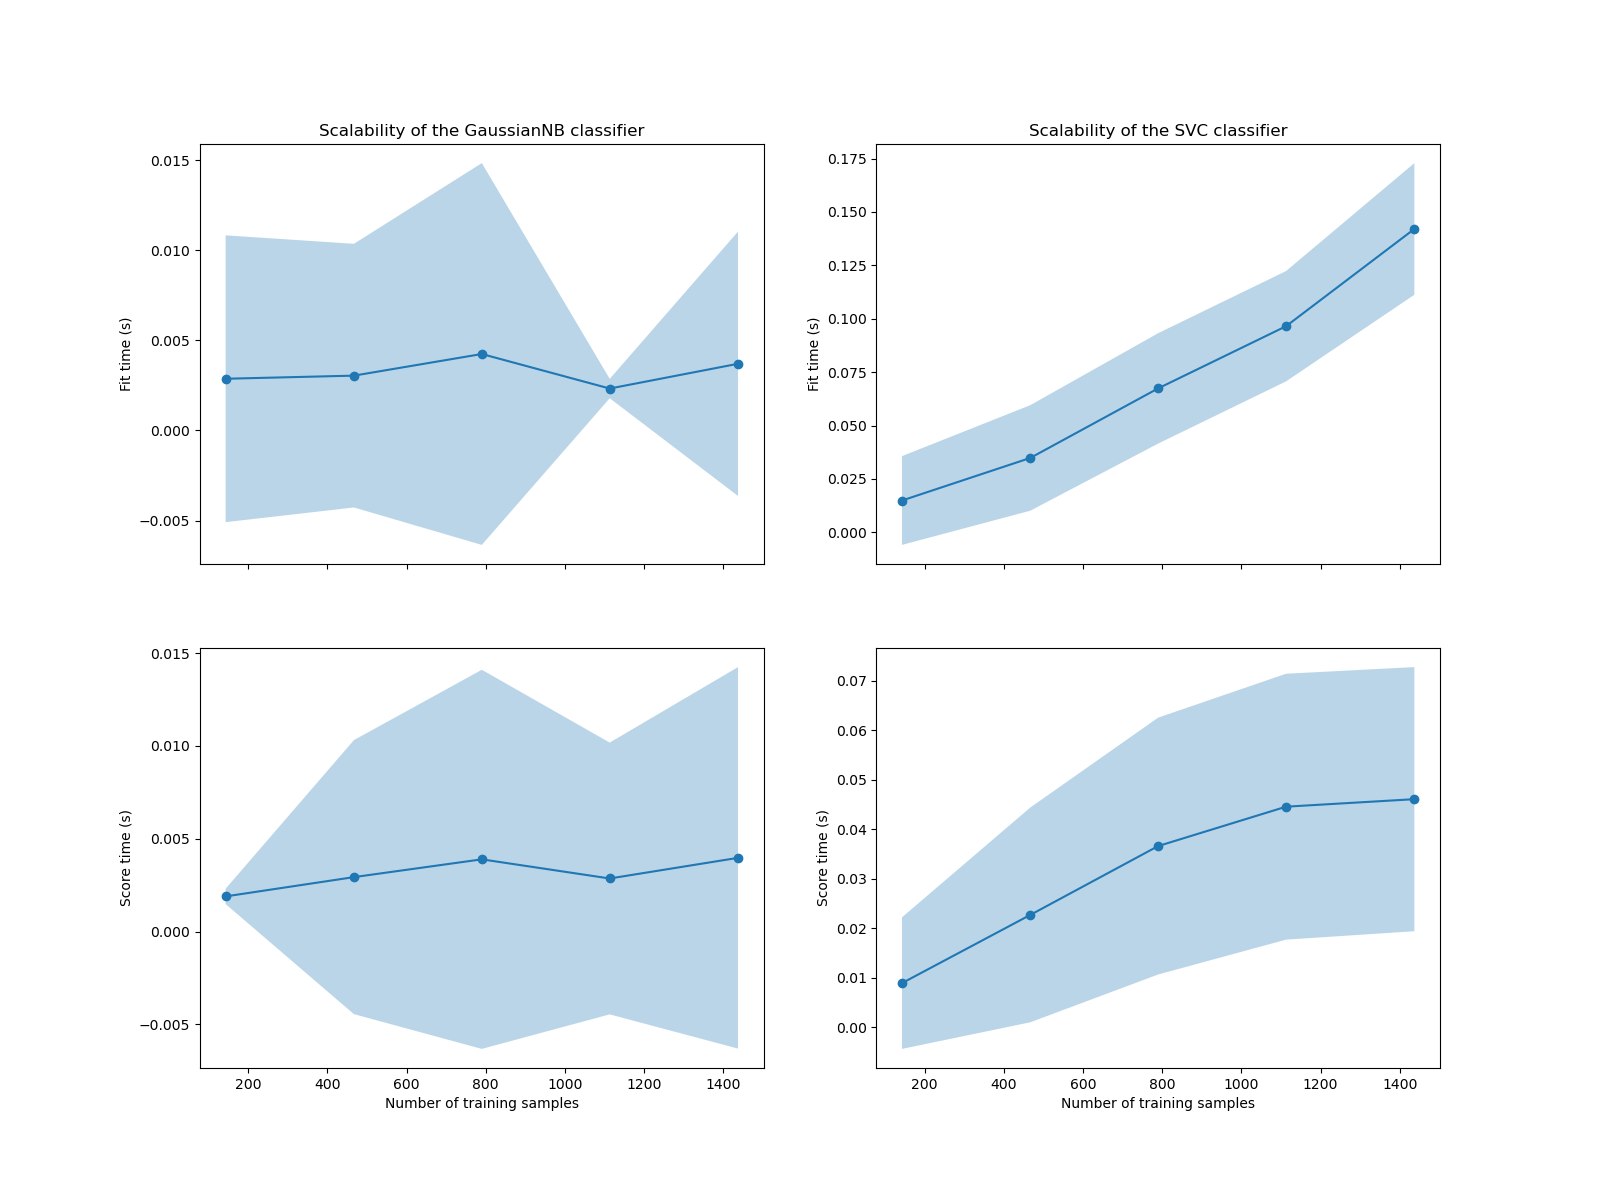 Scalability of the GaussianNB classifier
0.015
0.010
0.005
0.000
−0.005
Fit time (s)
Scalability of the SVC classifier
0.175
0.150
0.125
0.100
0.075
0.050
0.025
0.000
Fit time (s)
0.015
0.010
0.005
0.000
−0.005
Score time (s)
200 400 600 800 1000 1200 1400
Number of training samples
0.07
0.06
0.05
0.04
0.03
0.02
0.01
0.00
Score time (s)
200 400 600 800 1000 1200 1400
Number of training samples